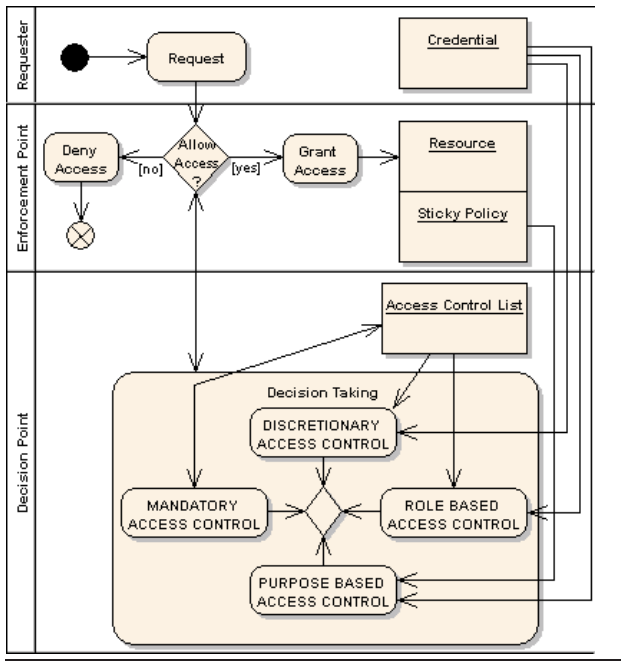 Requester
Request
Credential
Enforcement Point
Deny
Access
[no]
Allow
Access
?
[yes]
Grant
Access
Resource
Sticky Policy
Decision Point
Access Control List
Decision Taking
DISCRETIONARY
ACCESS CONTROL
MANDATORY
ACCESS CONTROL
ROLE BASED
ACCESS CONTROL
PURPOSE BASED
ACCESS CONTROL